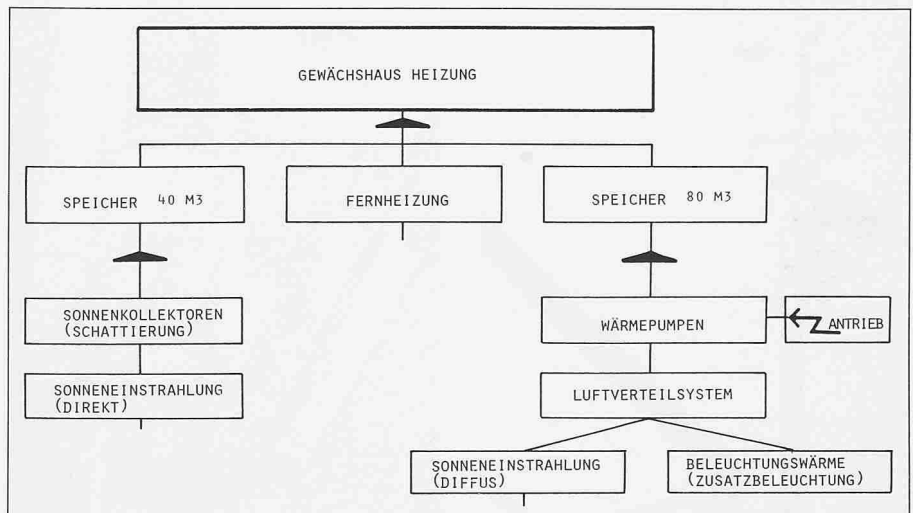 GEWÄCHSHAUS HEIZUNG
SPEICHER 40 M3
FERNHEIZUNG
SPEICHER 80 M3
SONNENKOLLEKTOREN
(SCHATTIERUNG)
WÄRMEPUMPEN
ANTRIEB
SONNENEINSTRAHLUNG
(DIREKT)
LUFTVERTEILSYSTEM
SONNENEINSTRAHLUNG
(DIFFUS)
BELEUCHTUNGSWÄRME
(ZUSATZBELEUCHTUNG)